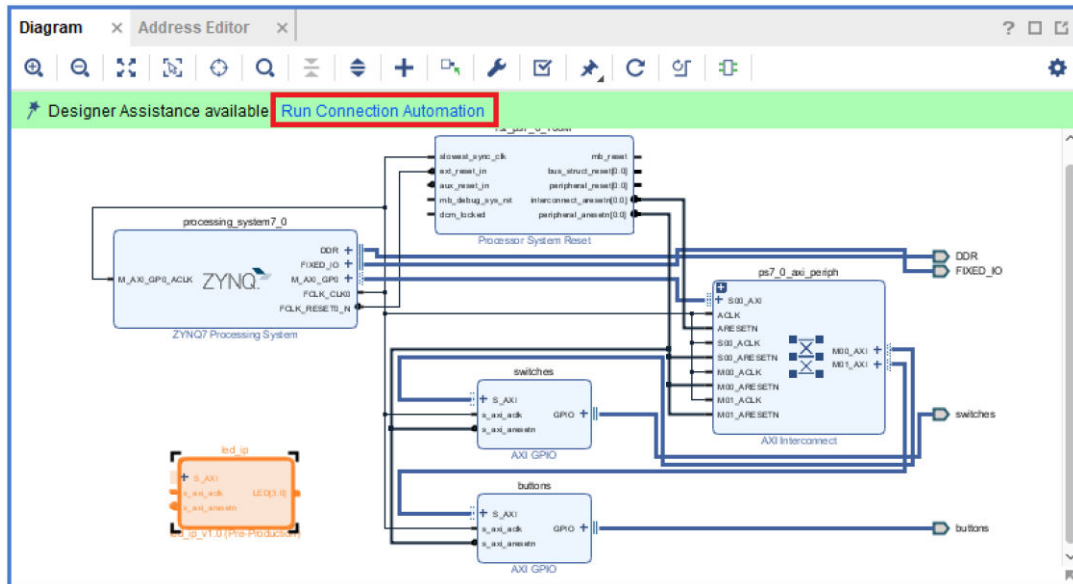 Diagram × Address Editor ×
Designer Assistance available Run Connection Automation
slowest_sync_clk mb_reset
ext_reset_in bus_struct_reset[0:0]
aux_reset_in peripheral_reset[0:0]
mb_debug_sys_rst interconnect_aresetn[0:0]
dcm_locked peripheral_aresetn[0:0]
Processor System Reset
processing_system7_0
DDR
FIXED_IO
M_AXI_GP0_ACLK ZYNQ M_AXI_GP0
FCLK_CLK0
FCLK_RESET0_N
ZYNQ7 Processing System
DDR
FIXED_IO
ps7_0_axi_periph
S00_AXI
ACLK
ARESETN
S00_ACLK
S00_ARESETN
M00_ACLK
M00_ARESETN
M01_ACLK
M01_ARESETN
M00_AXI
M01_AXI
AXI Interconnect
switches
S_AXI
s_axi_aclk GPIO
s_axi_aresetn
AXI GPIO
switches
led_ip
S_AXI
s_axi_aclk LED[3:0]
s_axi_aresetn
led_ip_v1.0 (Pre-Production)
buttons
S_AXI
s_axi_aclk GPIO
s_axi_aresetn
AXI GPIO
buttons